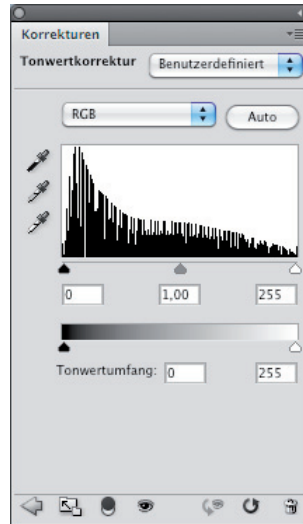 Korrekturen
Tonwertkorrektur Benutzerdefiniert
RGB Auto
0 1,00 255
Tonwertumfang: 0 255